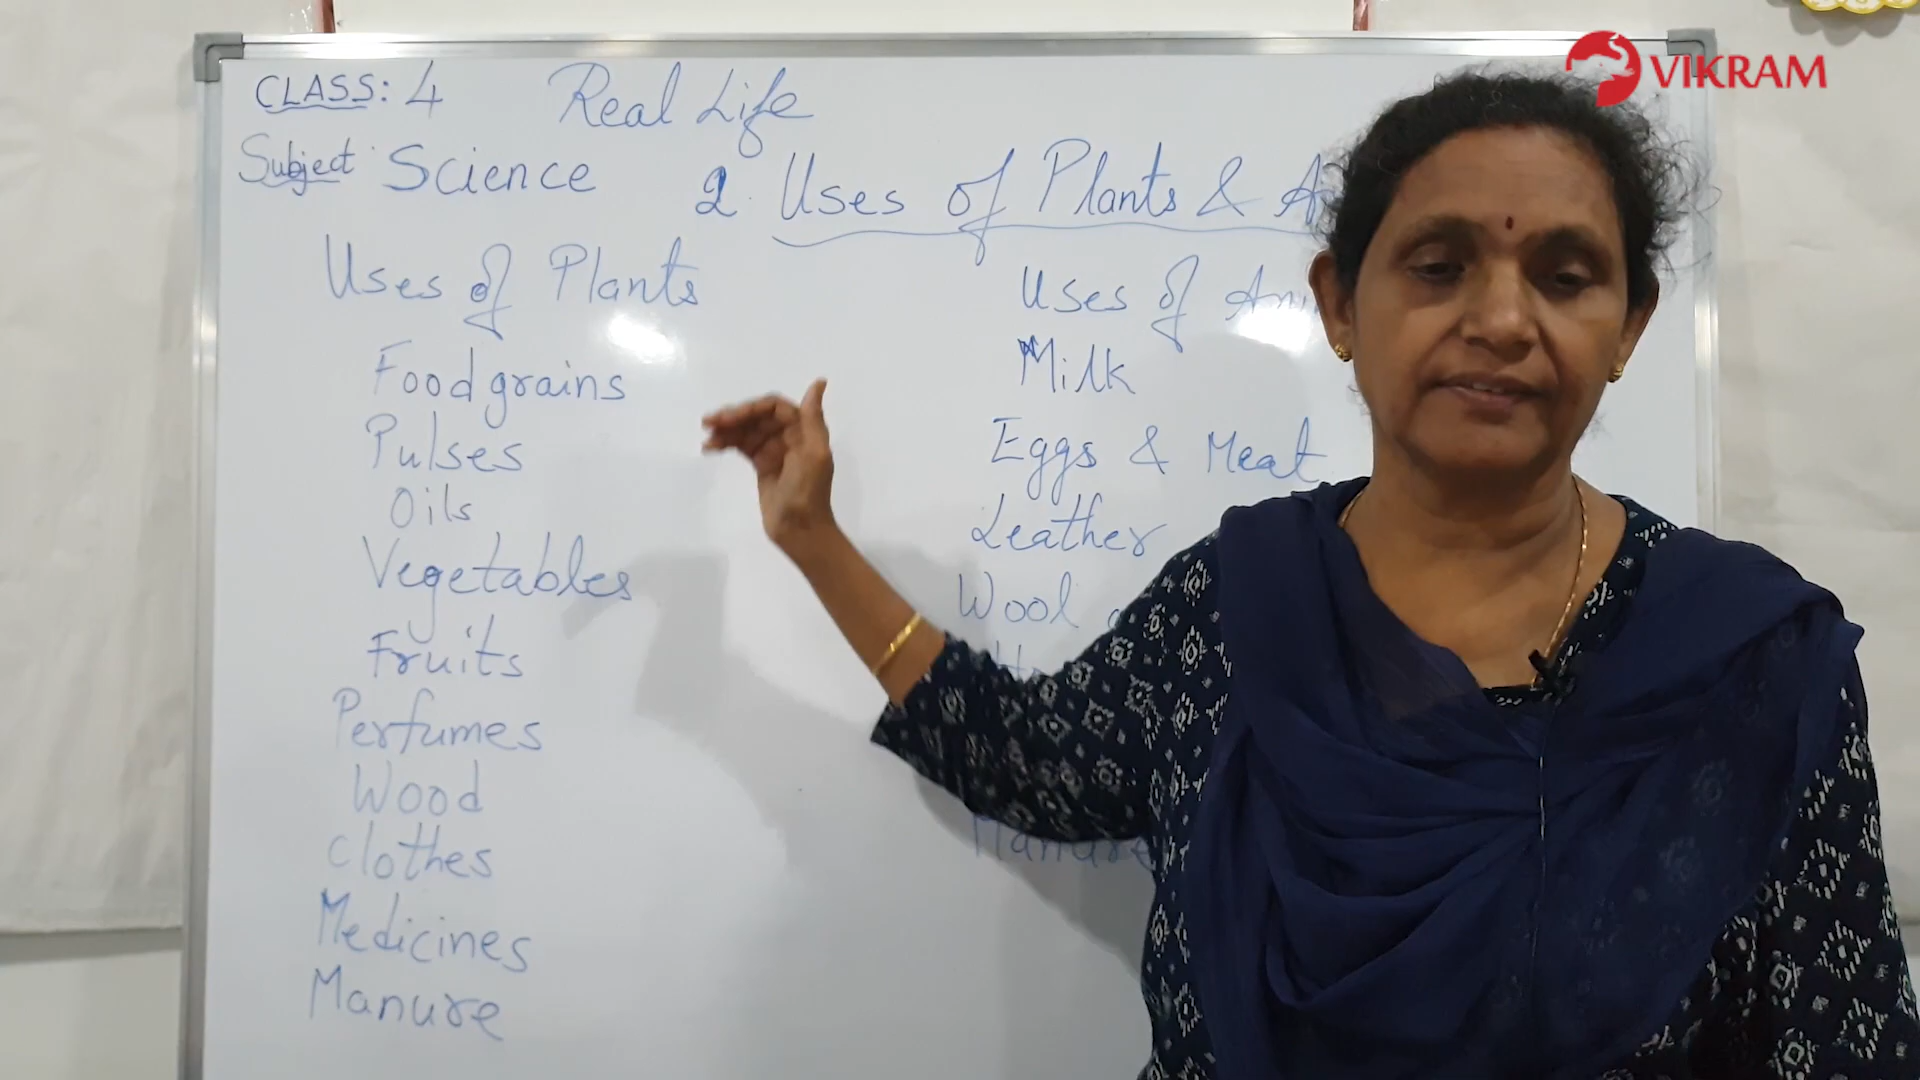 VIKRAM
CLASS: 4 Real Life
Subject: Science
2. Uses of Plants &
Uses of Plants
Foodgrains
Pulses
Oils
Vegetables
Fruits
Perfumes
Wood
Clothes
Medicines
Manure
Uses of
Milk
Eggs & Meat
Leather
Wool
Manure